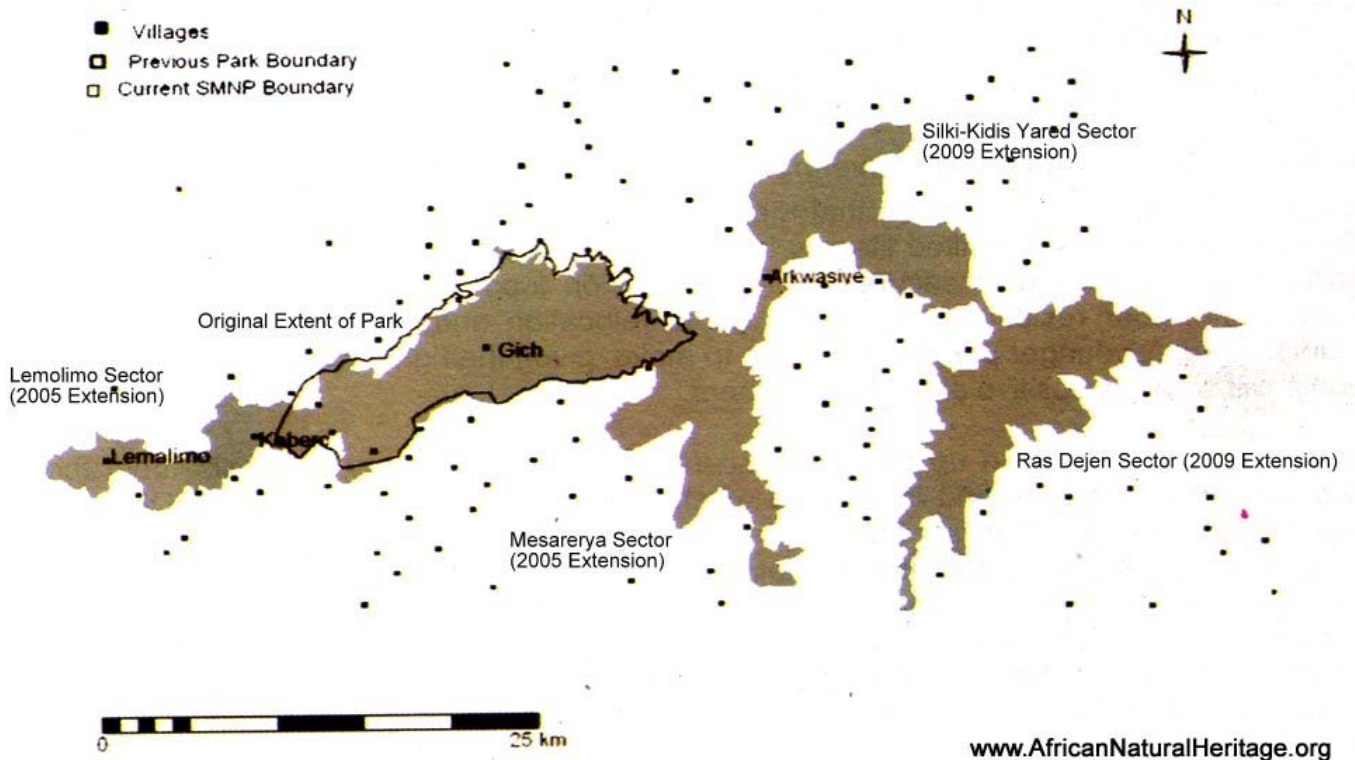 N
Villages
Previous Park Boundary
Current SMNP Boundary
Silki-Kidis Yared Sector
(2009 Extension)
Arkwasive
Original Extent of Park
Gich
Lemolimo Sector
(2005 Extension)
Lemalimo
Ras Dejen Sector (2009 Extension)
Mesarerya Sector
(2005 Extension)
0
25 km
www.AfricanNaturalHeritage.org